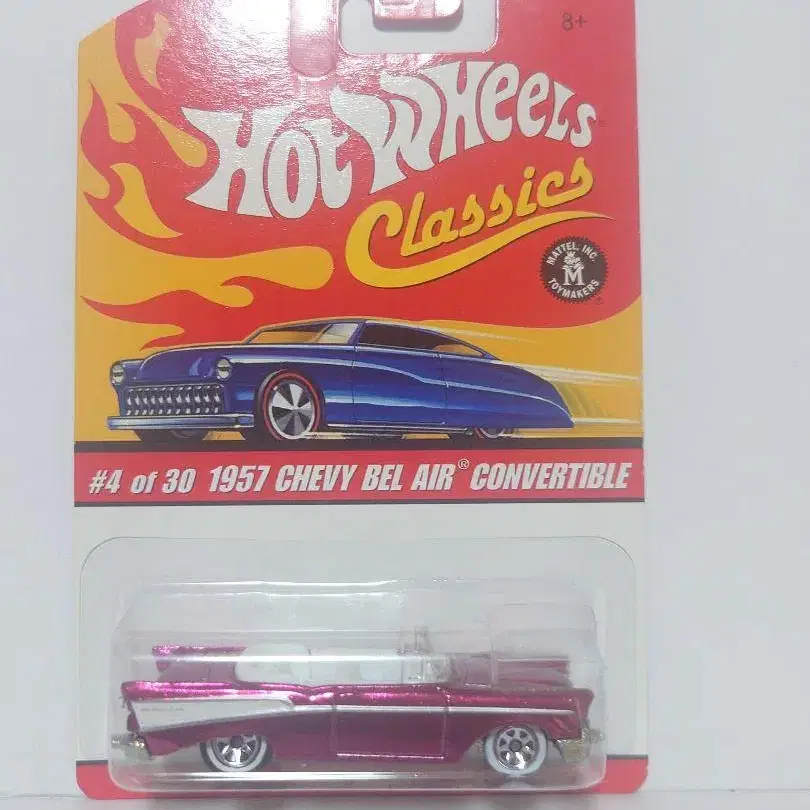 8+
Hot Wheels
Classics
MATTEL, INC.
M
TOYMAKERS
#4 of 30 1957 CHEVY BEL AIR® CONVERTIBLE